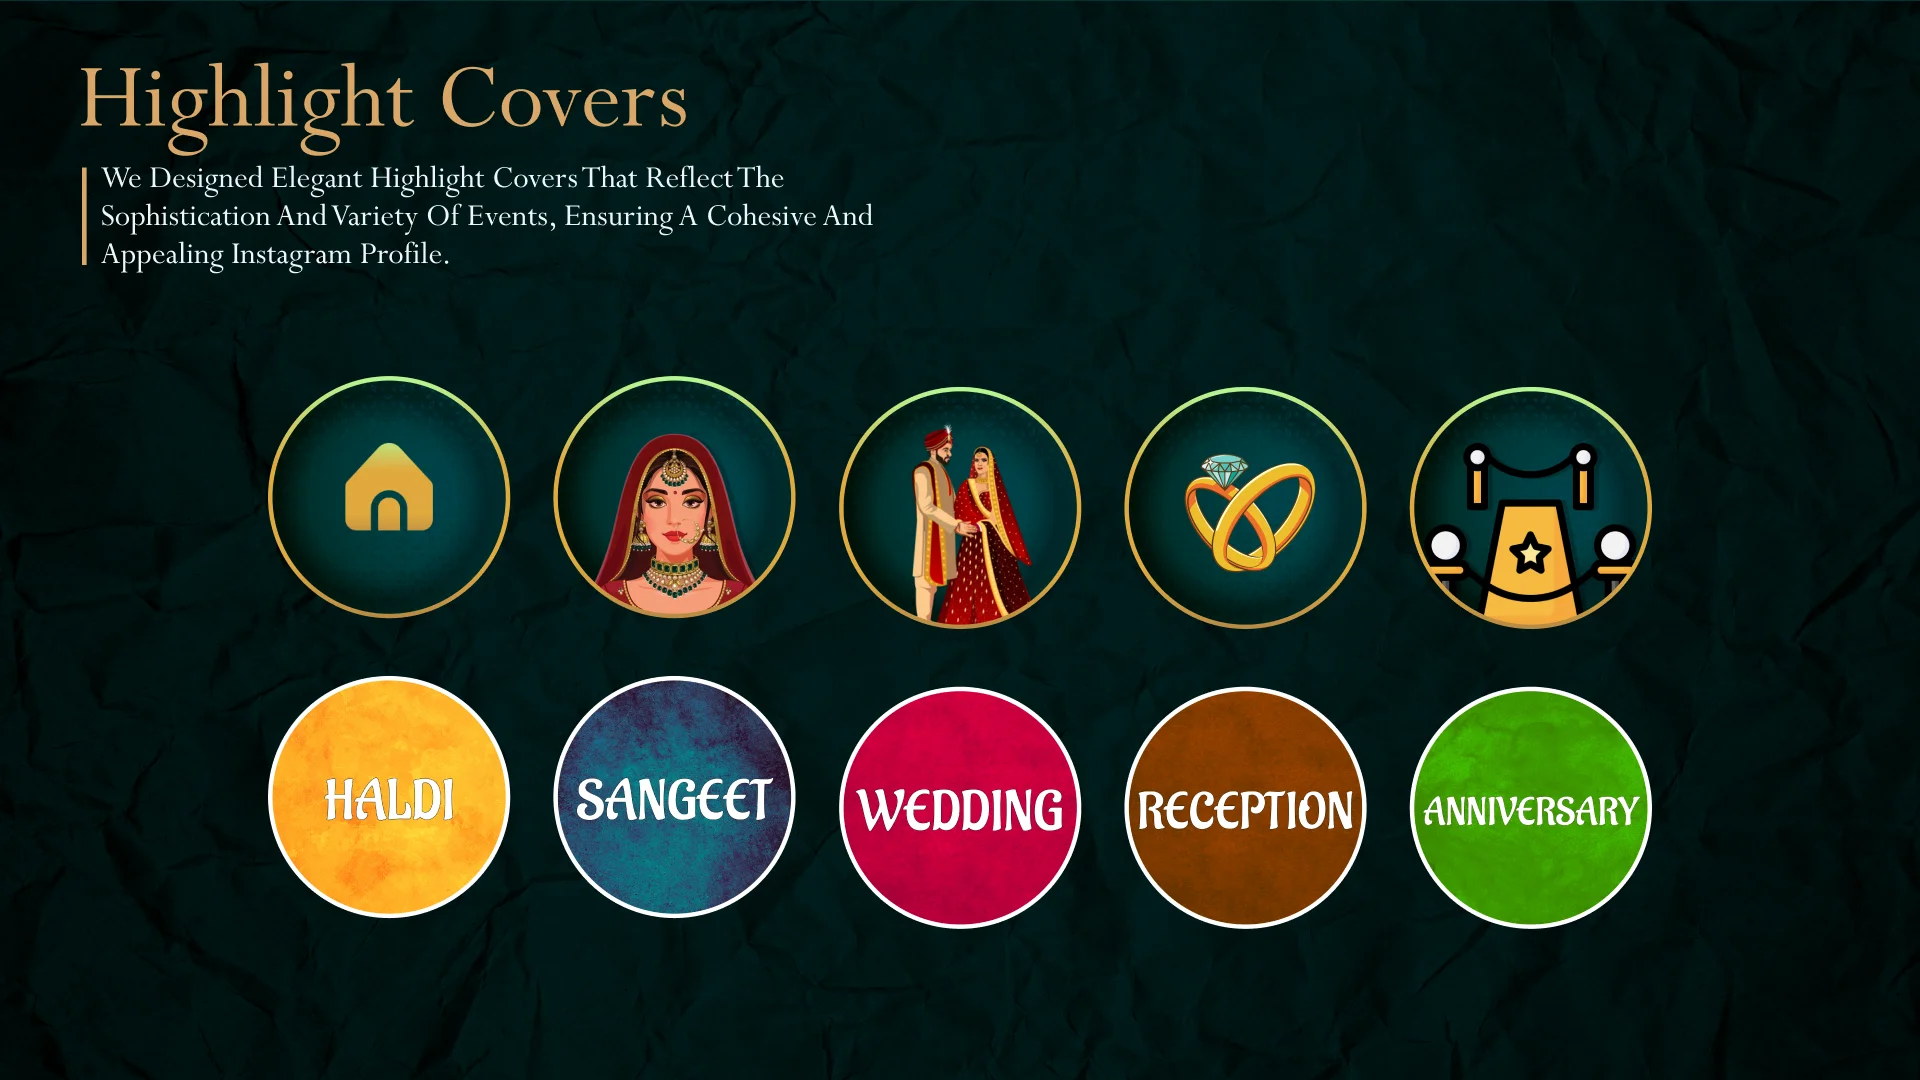 Highlight Covers
We Designed Elegant Highlight Covers That Reflect The
Sophistication And Variety Of Events, Ensuring A Cohesive And
Appealing Instagram Profile.
HALDI
SANGEET
WEDDING
RECEPTION
ANNIVERSARY